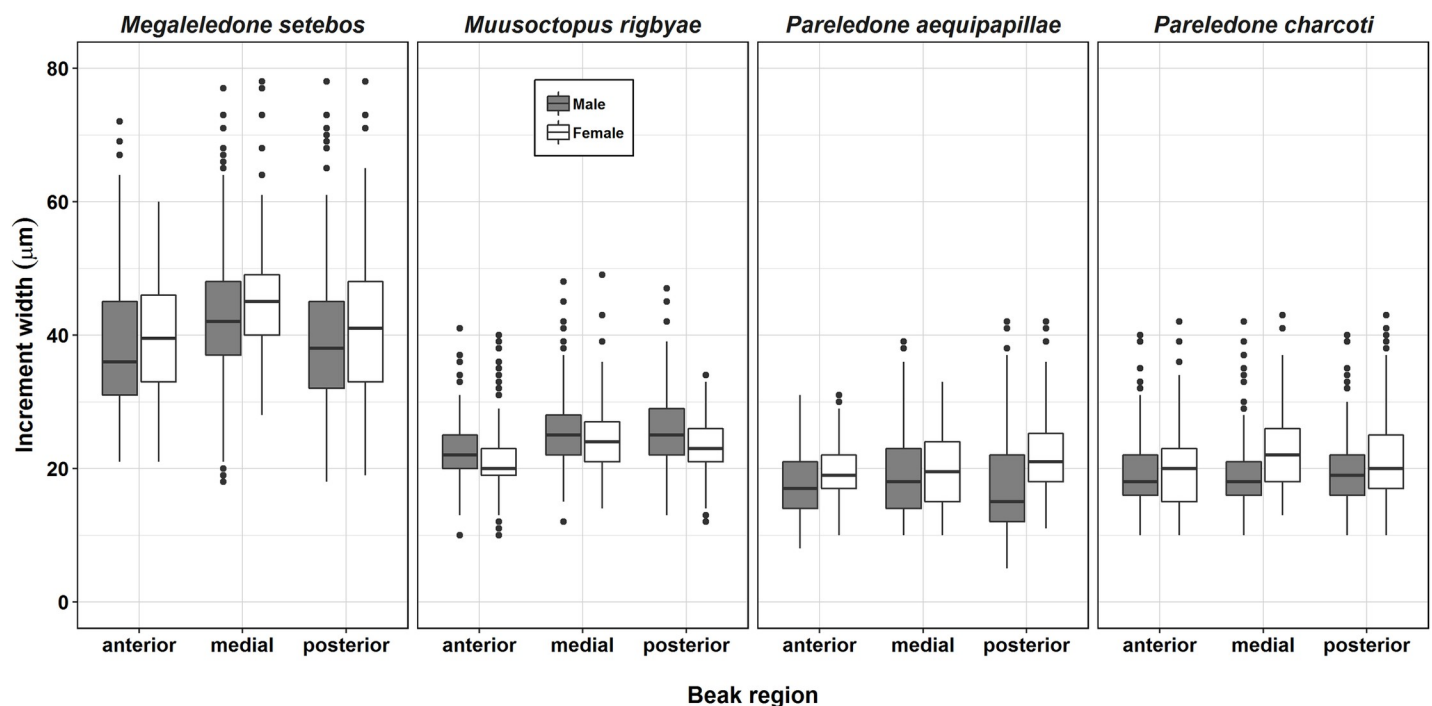 Megaleledone setebos
Muusoctopus rigbyae
Pareledone aequipapillae
Pareledone charcoti
80
60
40
20
0
Increment width (μm)
Male
Female
anterior medial posterior
anterior medial posterior
anterior medial posterior
anterior medial posterior
Beak region